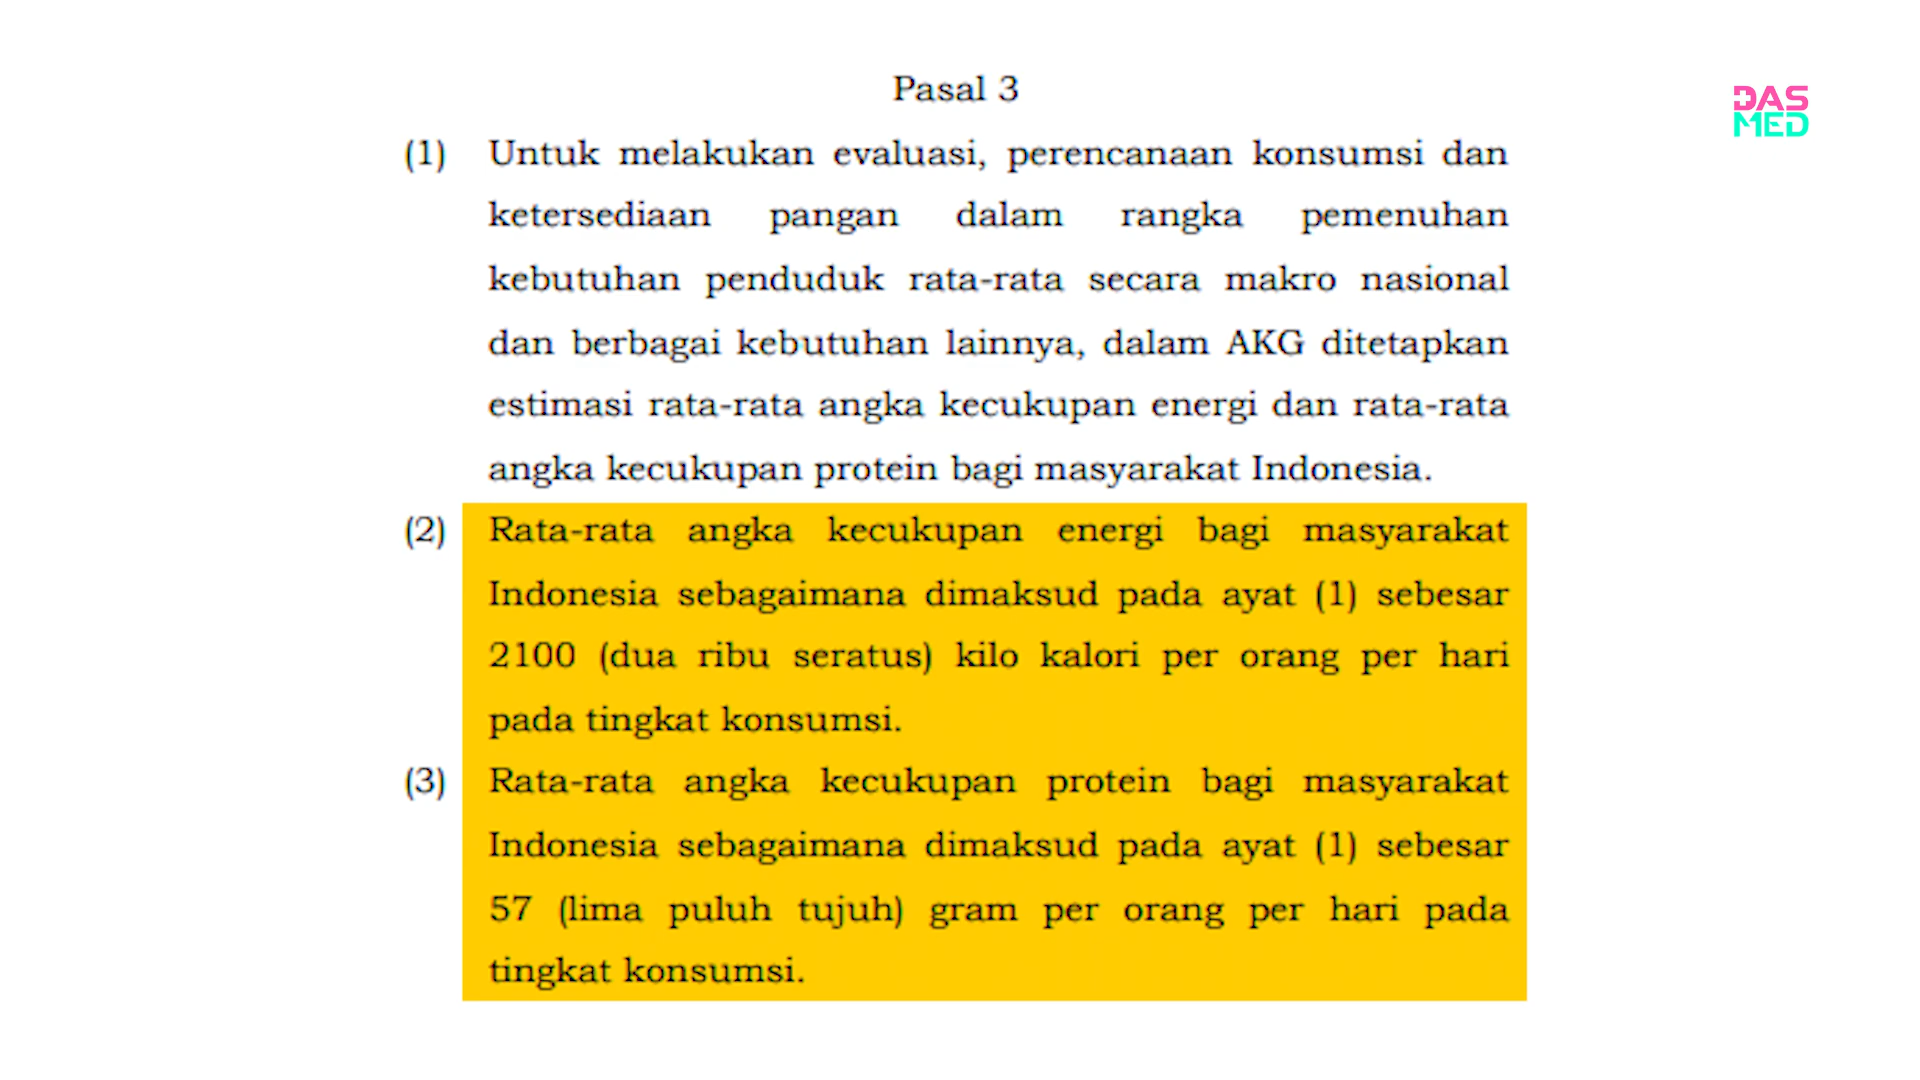 Pasal 3
DAS
MED
(1) Untuk melakukan evaluasi, perencanaan konsumsi dan
ketersediaan pangan dalam rangka pemenuhan
kebutuhan penduduk rata-rata secara makro nasional
dan berbagai kebutuhan lainnya, dalam AKG ditetapkan
estimasi rata-rata angka kecukupan energi dan rata-rata
angka kecukupan protein bagi masyarakat Indonesia.
(2) Rata-rata angka kecukupan energi bagi masyarakat
Indonesia sebagaimana dimaksud pada ayat (1) sebesar
2100 (dua ribu seratus) kilo kalori per orang per hari
pada tingkat konsumsi.
(3) Rata-rata angka kecukupan protein bagi masyarakat
Indonesia sebagaimana dimaksud pada ayat (1) sebesar
57 (lima puluh tujuh) gram per orang per hari pada
tingkat konsumsi.